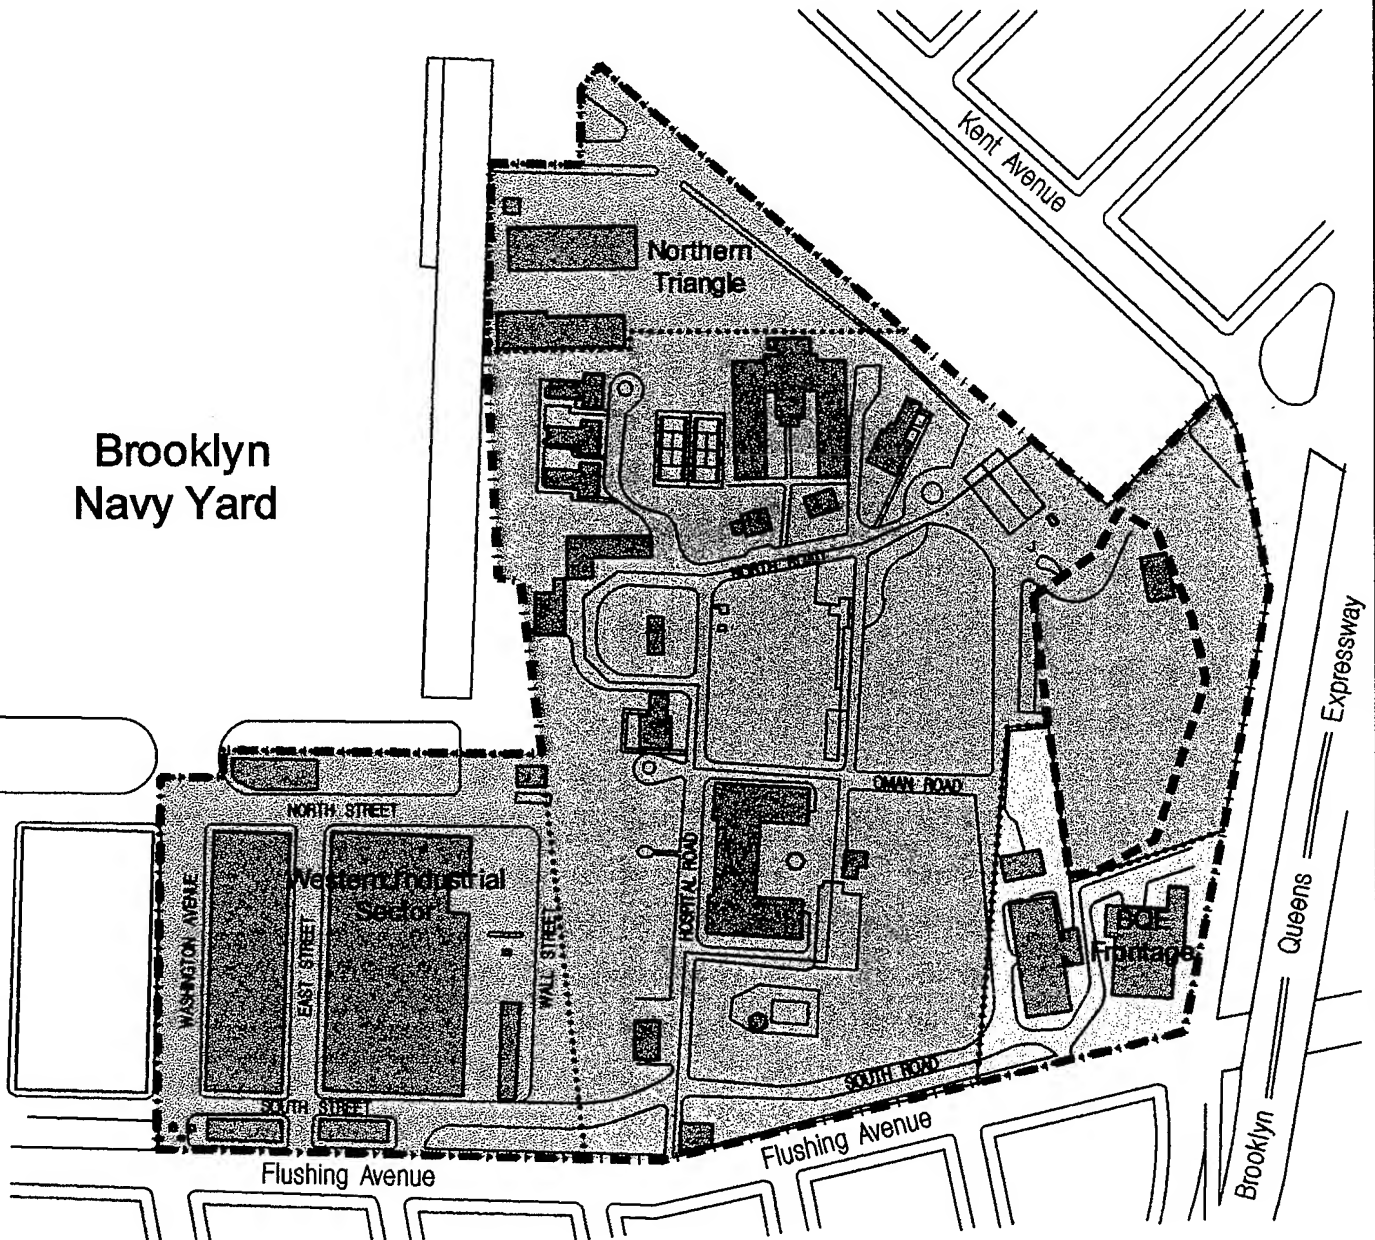 Kent Avenue
Northern
Triangle
Brooklyn
Navy Yard
NORTH ROAD
Brooklyn Queens Expressway
OMAN ROAD
NORTH STREET
Western Industrial
Sector
WASHINGTON AVENUE
EAST STREET
WALL STREET
HOSPITAL ROAD
BQE
Frontage
SOUTH ROAD
SOUTH STREET
Flushing Avenue
Flushing Avenue